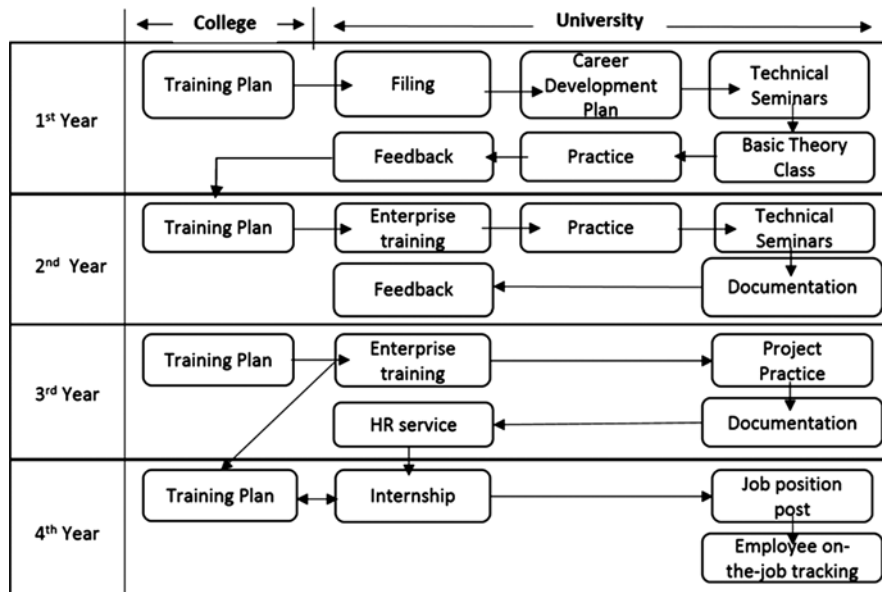 College
University
1st Year
Training Plan
Filing
Career
Development
Plan
Technical
Seminars
Feedback
Practice
Basic Theory
Class
2nd Year
Training Plan
Enterprise
training
Practice
Technical
Seminars
Feedback
Documentation
3rd Year
Training Plan
Enterprise
training
Project
Practice
HR service
Documentation
4th Year
Training Plan
Internship
Job position
post
Employee on-
the-job tracking